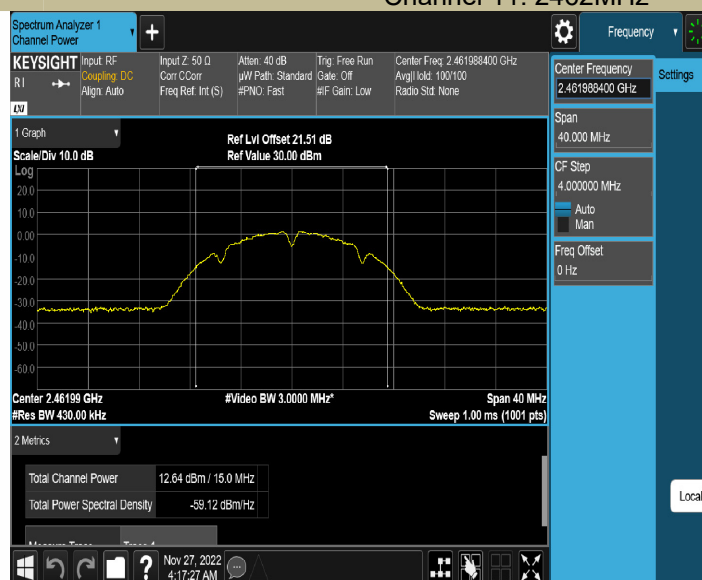 Channel 11: 2462MHz
Spectrum Analyzer 1
Channel Power
Frequency
KEYSIGHT
R I
LXI
Input: RF
Coupling: DC
Align: Auto
Input Z: 50 Ω
Corr CCorr
Freq Ref: Int (S)
Atten: 40 dB
µW Path: Standard
#PNO: Fast
Trig: Free Run
Gate: Off
#IF Gain: Low
Center Freq: 2.461988400 GHz
Avg|Hold: 100/100
Radio Std: None
Center Frequency
2.461988400 GHz
Settings
Span
40.000 MHz
CF Step
4.000000 MHz
Auto
Man
Freq Offset
0 Hz
Local
1 Graph
Scale/Div 10.0 dB
Ref Lvl Offset 21.51 dB
Ref Value 30.00 dBm
Log
20.0
10.0
0.00
-10.0
-20.0
-30.0
-40.0
-50.0
-60.0
Center 2.46199 GHz
#Res BW 430.00 kHz
#Video BW 3.0000 MHz*
Span 40 MHz
Sweep 1.00 ms (1001 pts)
2 Metrics
Total Channel Power 12.64 dBm / 15.0 MHz
Total Power Spectral Density -59.12 dBm/Hz
Nov 27, 2022
4:17:27 AM